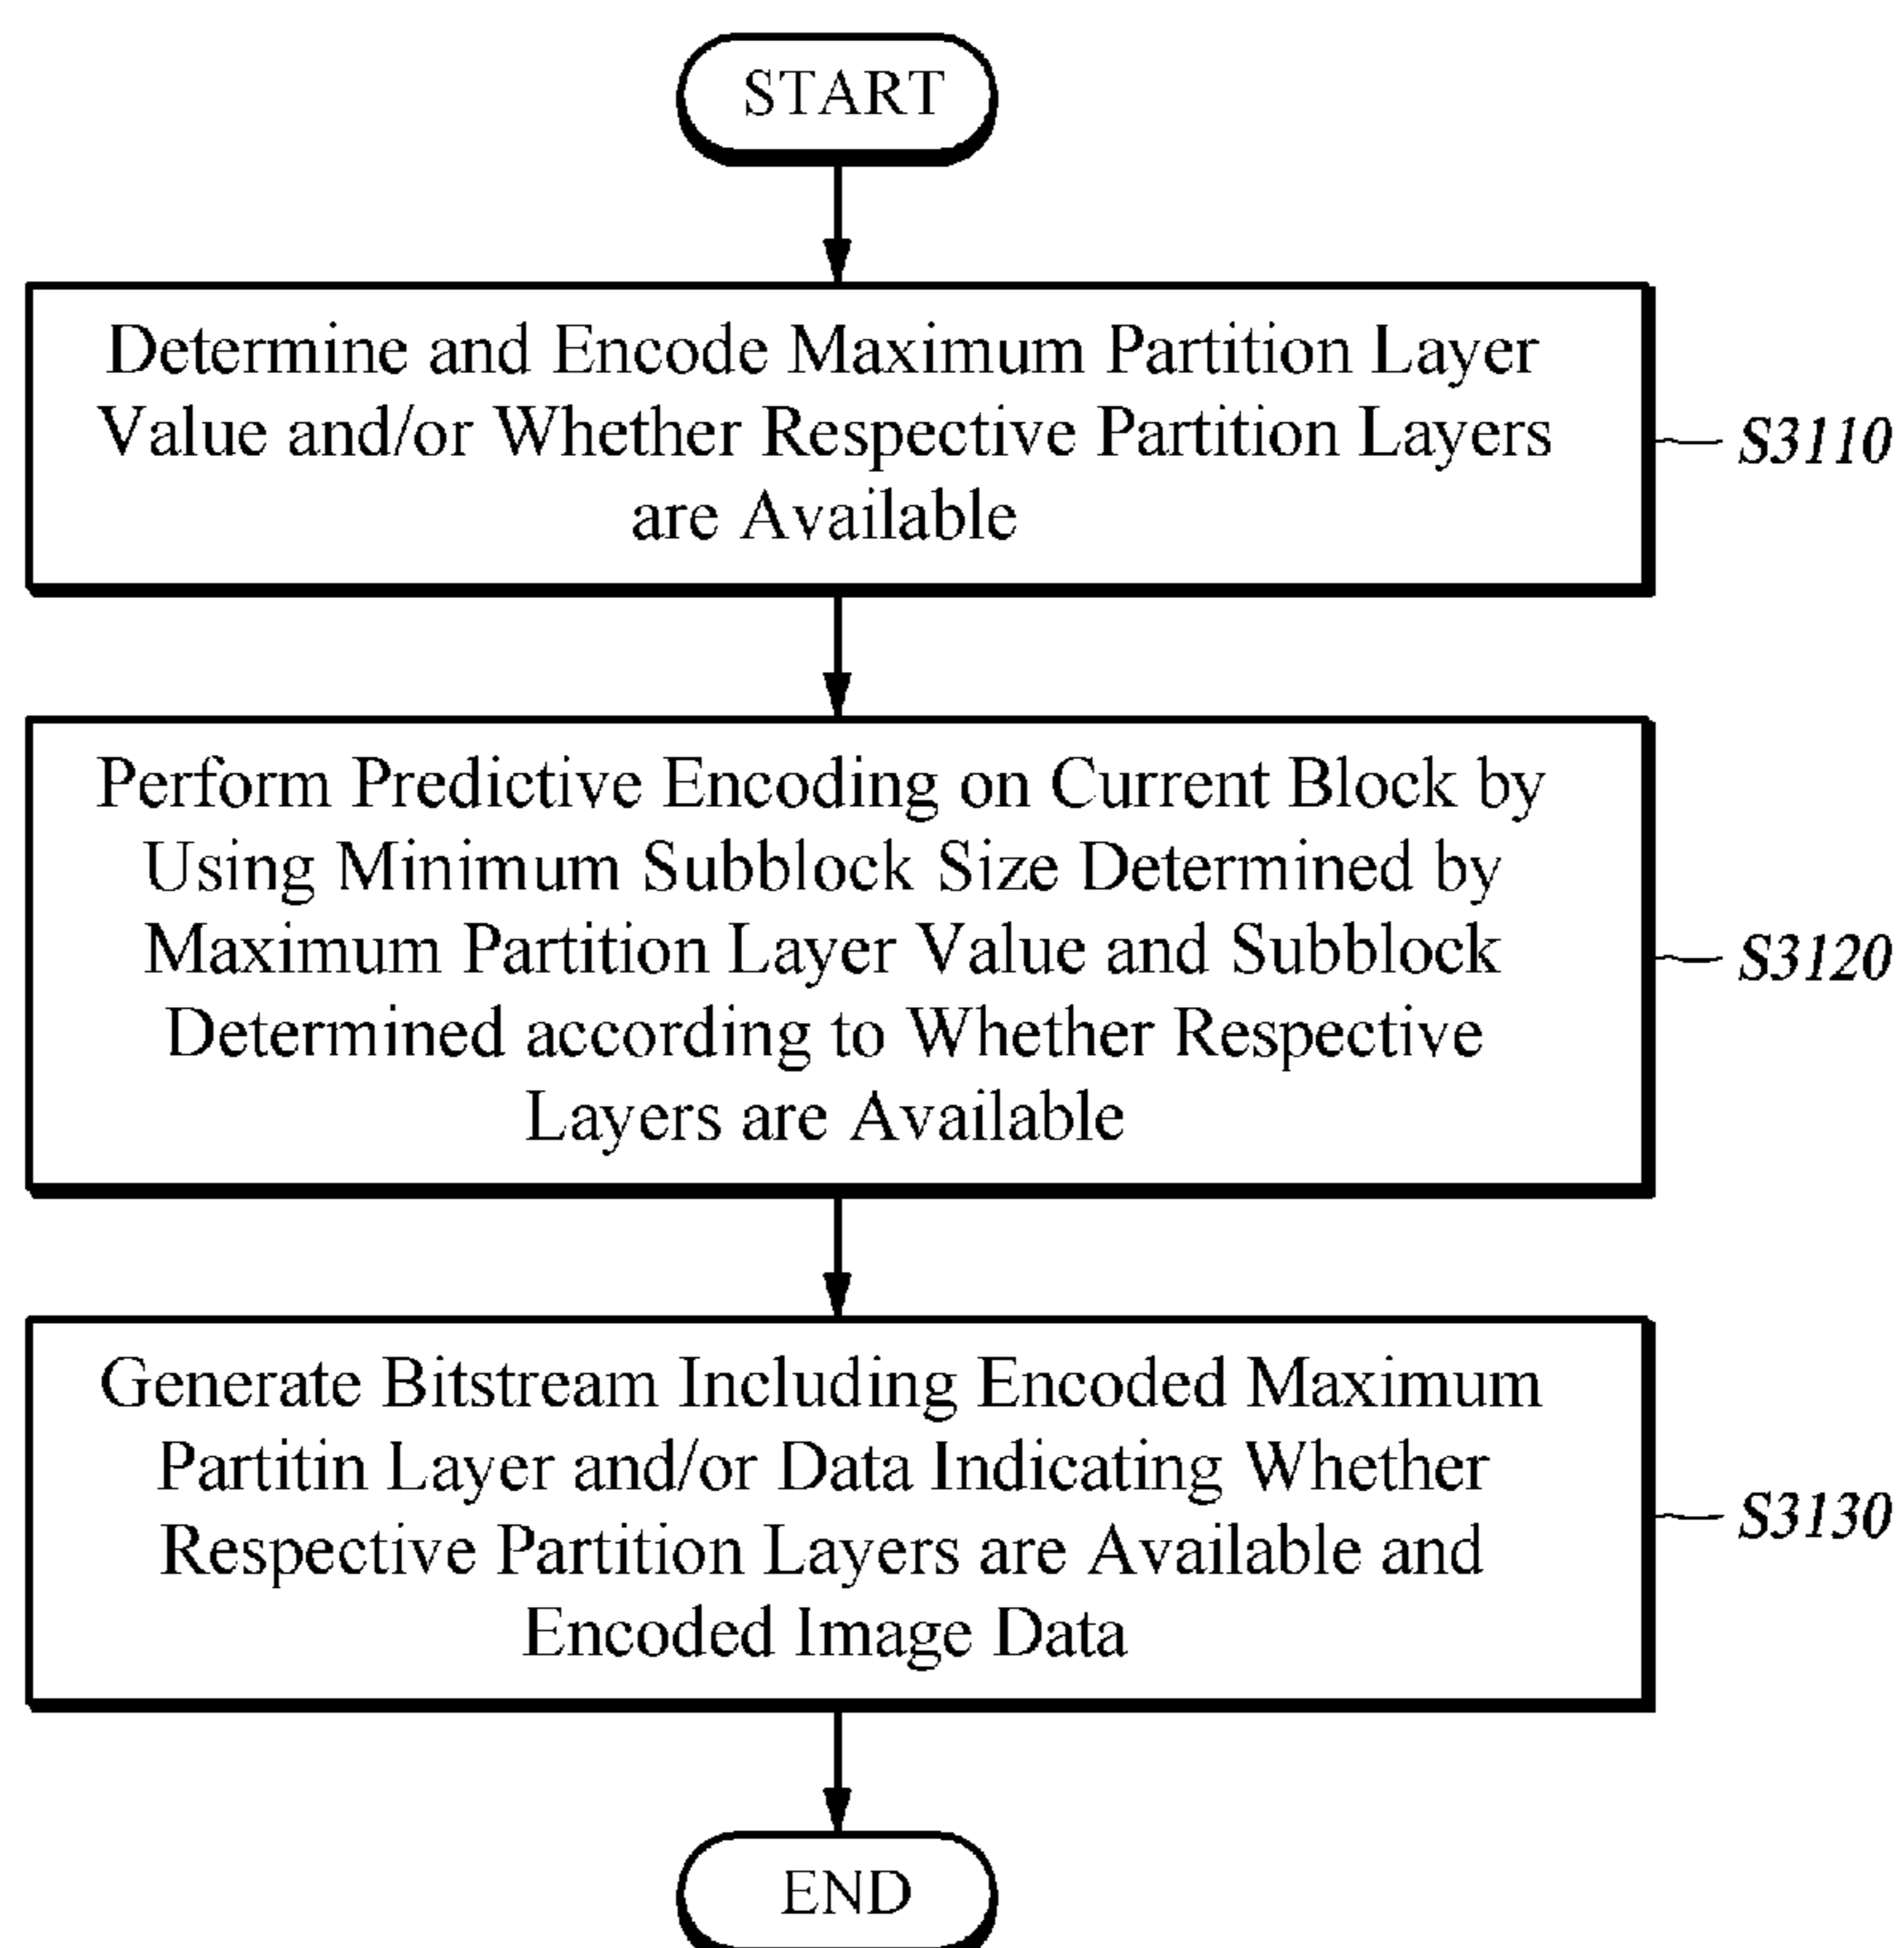 START
Determine and Encode Maximum Partition Layer
Value and/or Whether Respective Partition Layers
are Available
S3110
Perform Predictive Encoding on Current Block by
Using Minimum Subblock Size Determined by
Maximum Partition Layer Value and Subblock
Determined according to Whether Respective
Layers are Available
S3120
Generate Bitstream Including Encoded Maximum
Partitin Layer and/or Data Indicating Whether
Respective Partition Layers are Available and
Encoded Image Data
S3130
END